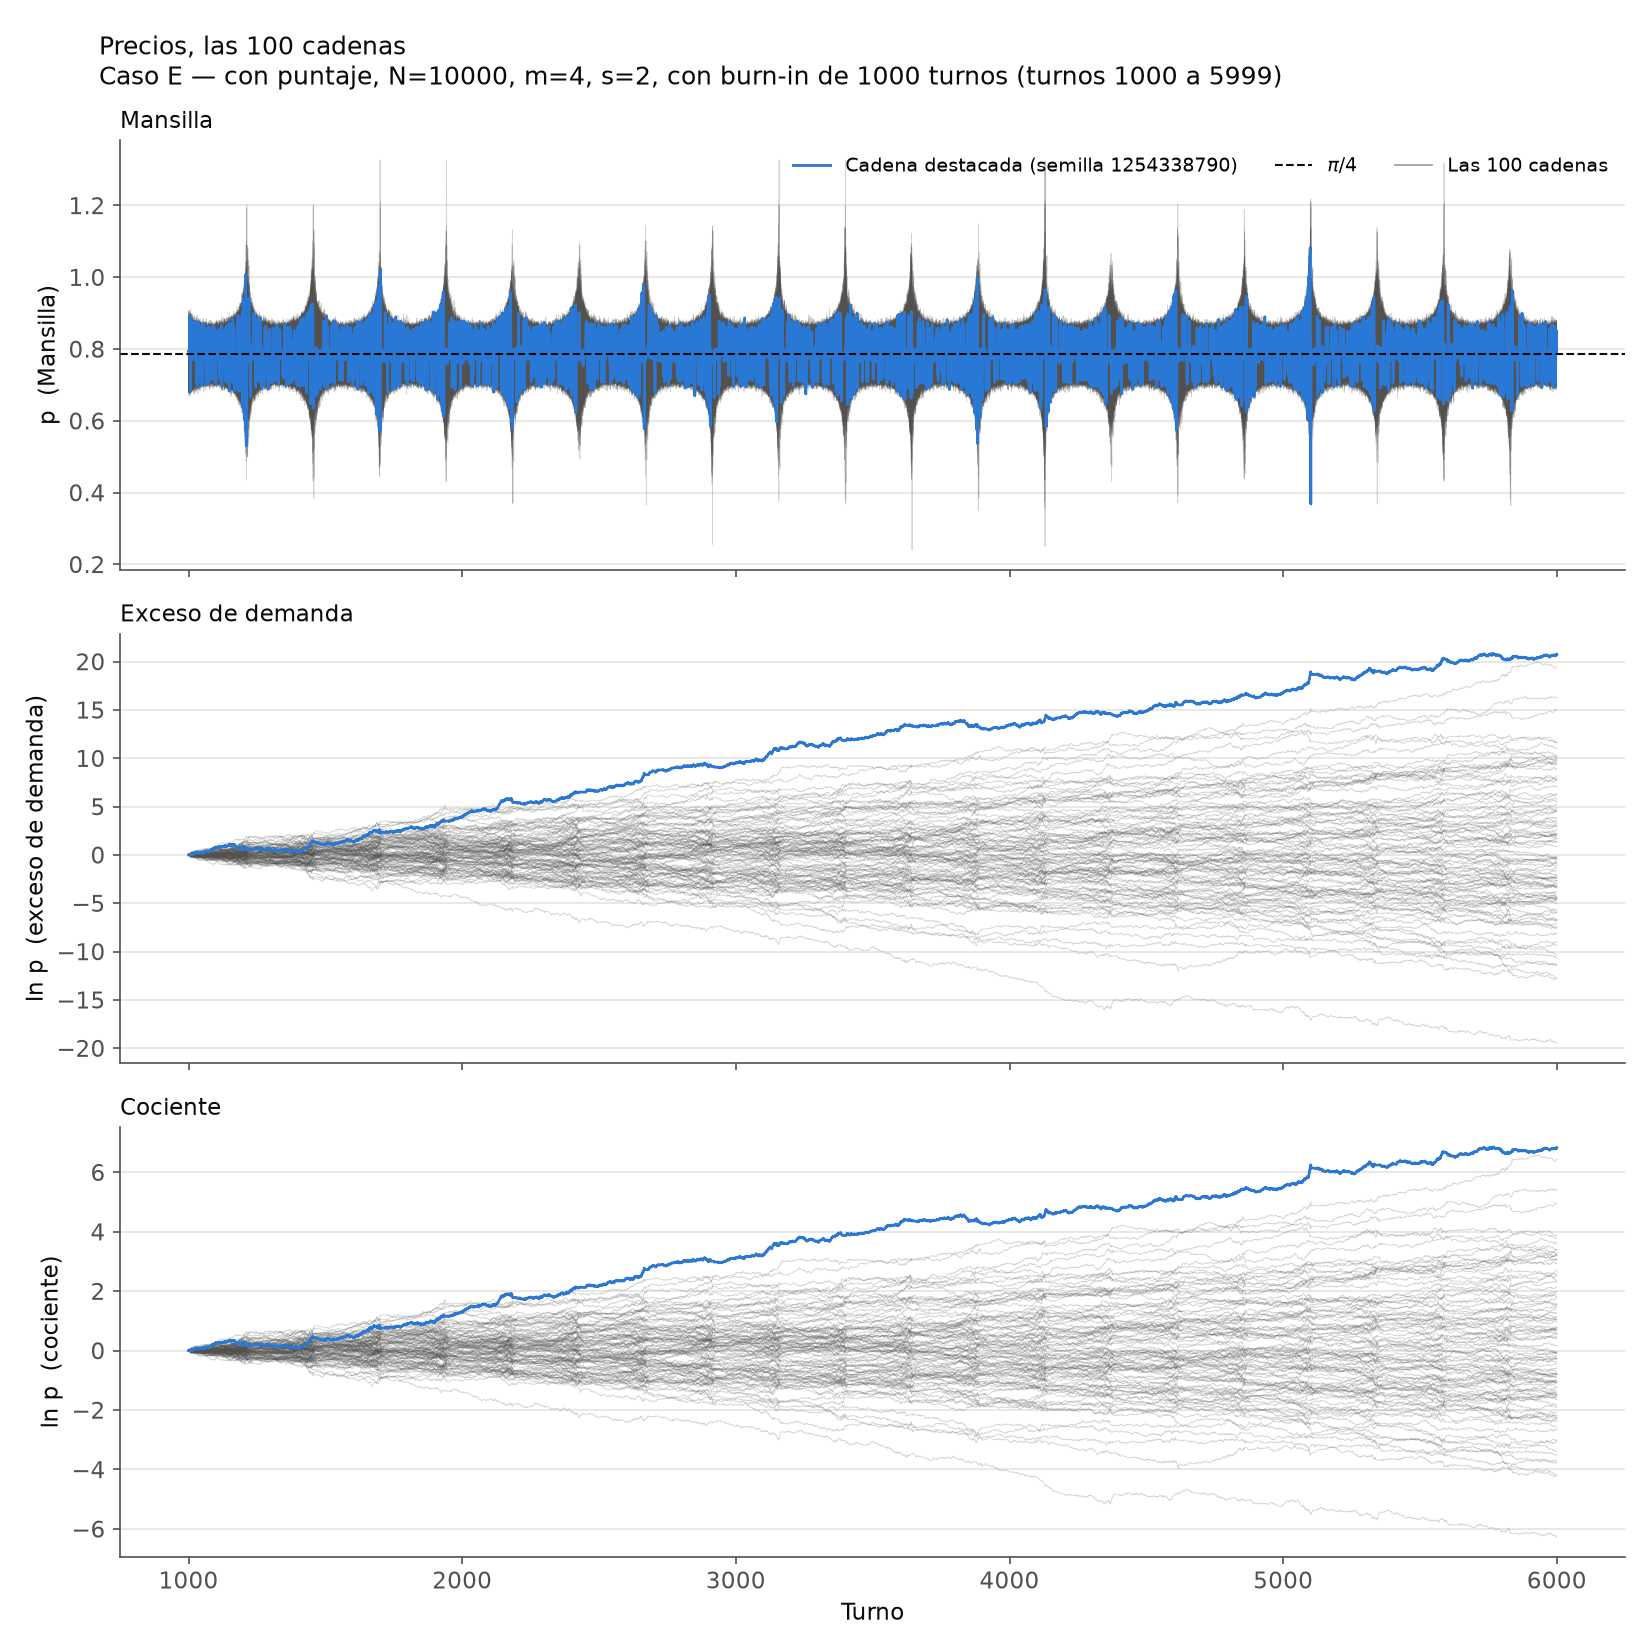 Precios, las 100 cadenas
Caso E — con puntaje, N=10000, m=4, s=2, con burn-in de 1000 turnos (turnos 1000 a 5999)
Mansilla
Cadena destacada (semilla 1254338790)
π/4
Las 100 cadenas
1.2
1.0
0.8
0.6
0.4
0.2
p (Mansilla)
Exceso de demanda
20
15
10
5
0
−5
−10
−15
−20
ln p (exceso de demanda)
Cociente
6
4
2
0
−2
−4
−6
ln p (cociente)
1000
2000
3000
4000
5000
6000
Turno